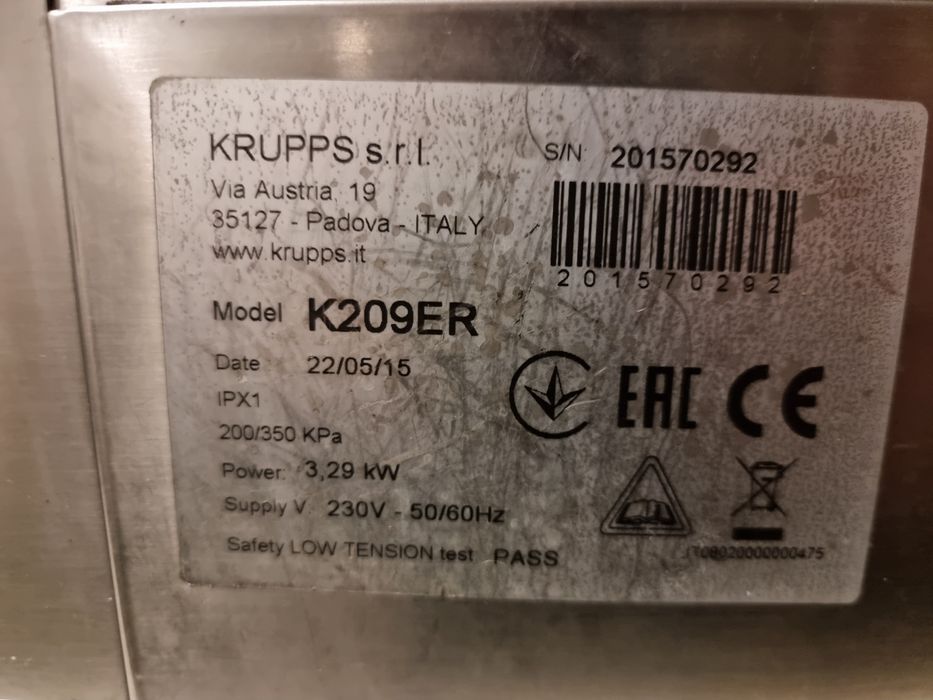 KRUPPS s.r.l.
Via Austria, 19
35127 - Padova - ITALY
www.krupps.it
S/N 201570292
201570292
Model K209ER
Date 22/05/15
IPX1
200/350 KPa
Power: 3,29 kW
Supply V. 230V - 50/60Hz
Safety LOW TENSION test PASS
EAC CE
IT08020000000475